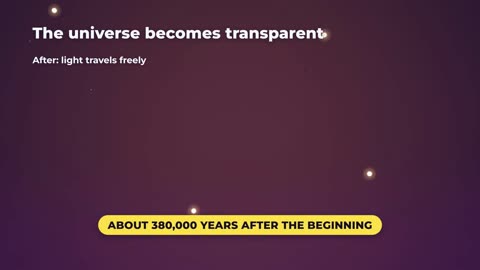 The universe becomes transparent
After: light travels freely
ABOUT 380,000 YEARS AFTER THE BEGINNING